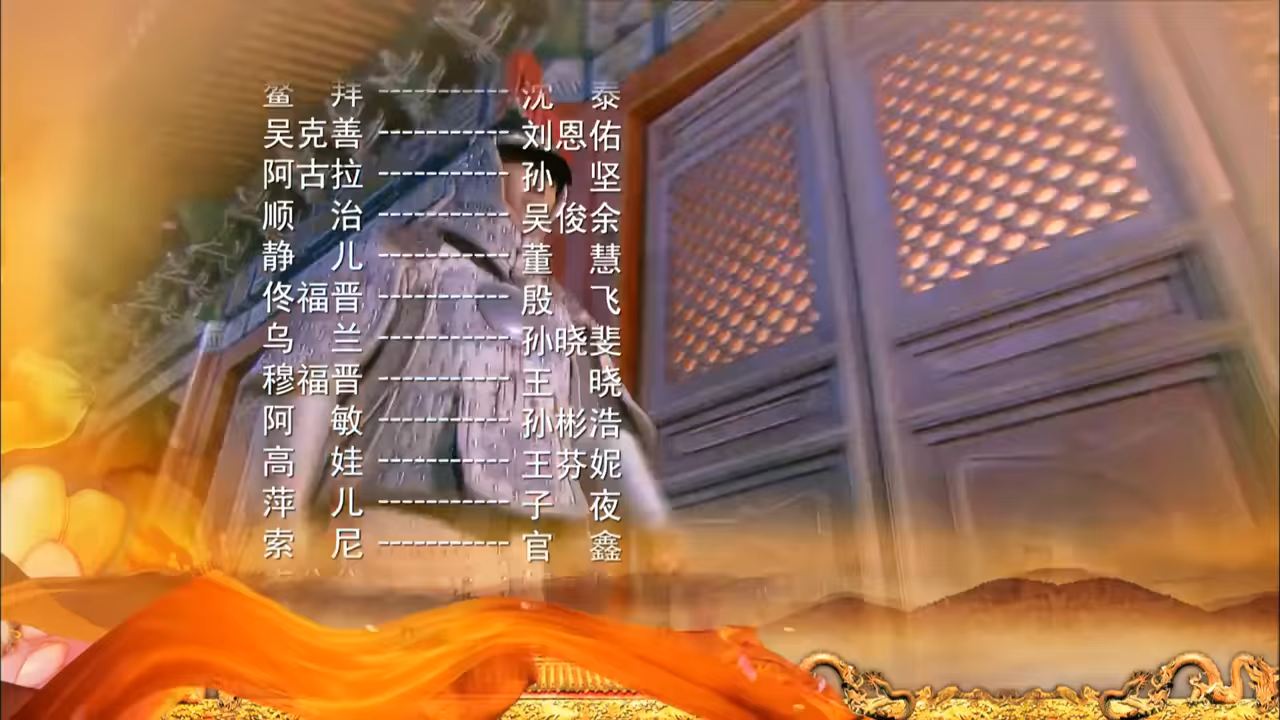 鳌拜-----------沈泰
吴克善-----------刘恩佑
阿古拉-----------孙坚
顺治-----------吴俊余
静儿-----------董慧
佟福晋-----------殷飞
乌兰-----------孙晓斐
穆福晋-----------王晓
阿敏-----------孙彬浩
高娃-----------王芬妮
萍儿-----------子夜
索尼-----------官鑫